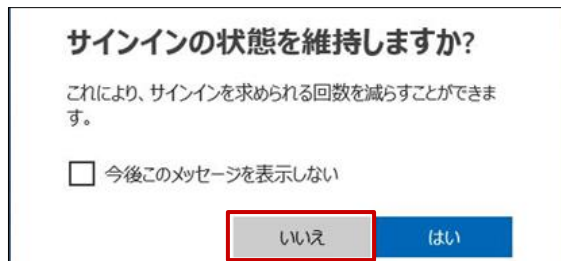 サインインの状態を維持しますか?
これにより、サインインを求められる回数を減らすことができま
す。
今後このメッセージを表示しない
いいえ はい